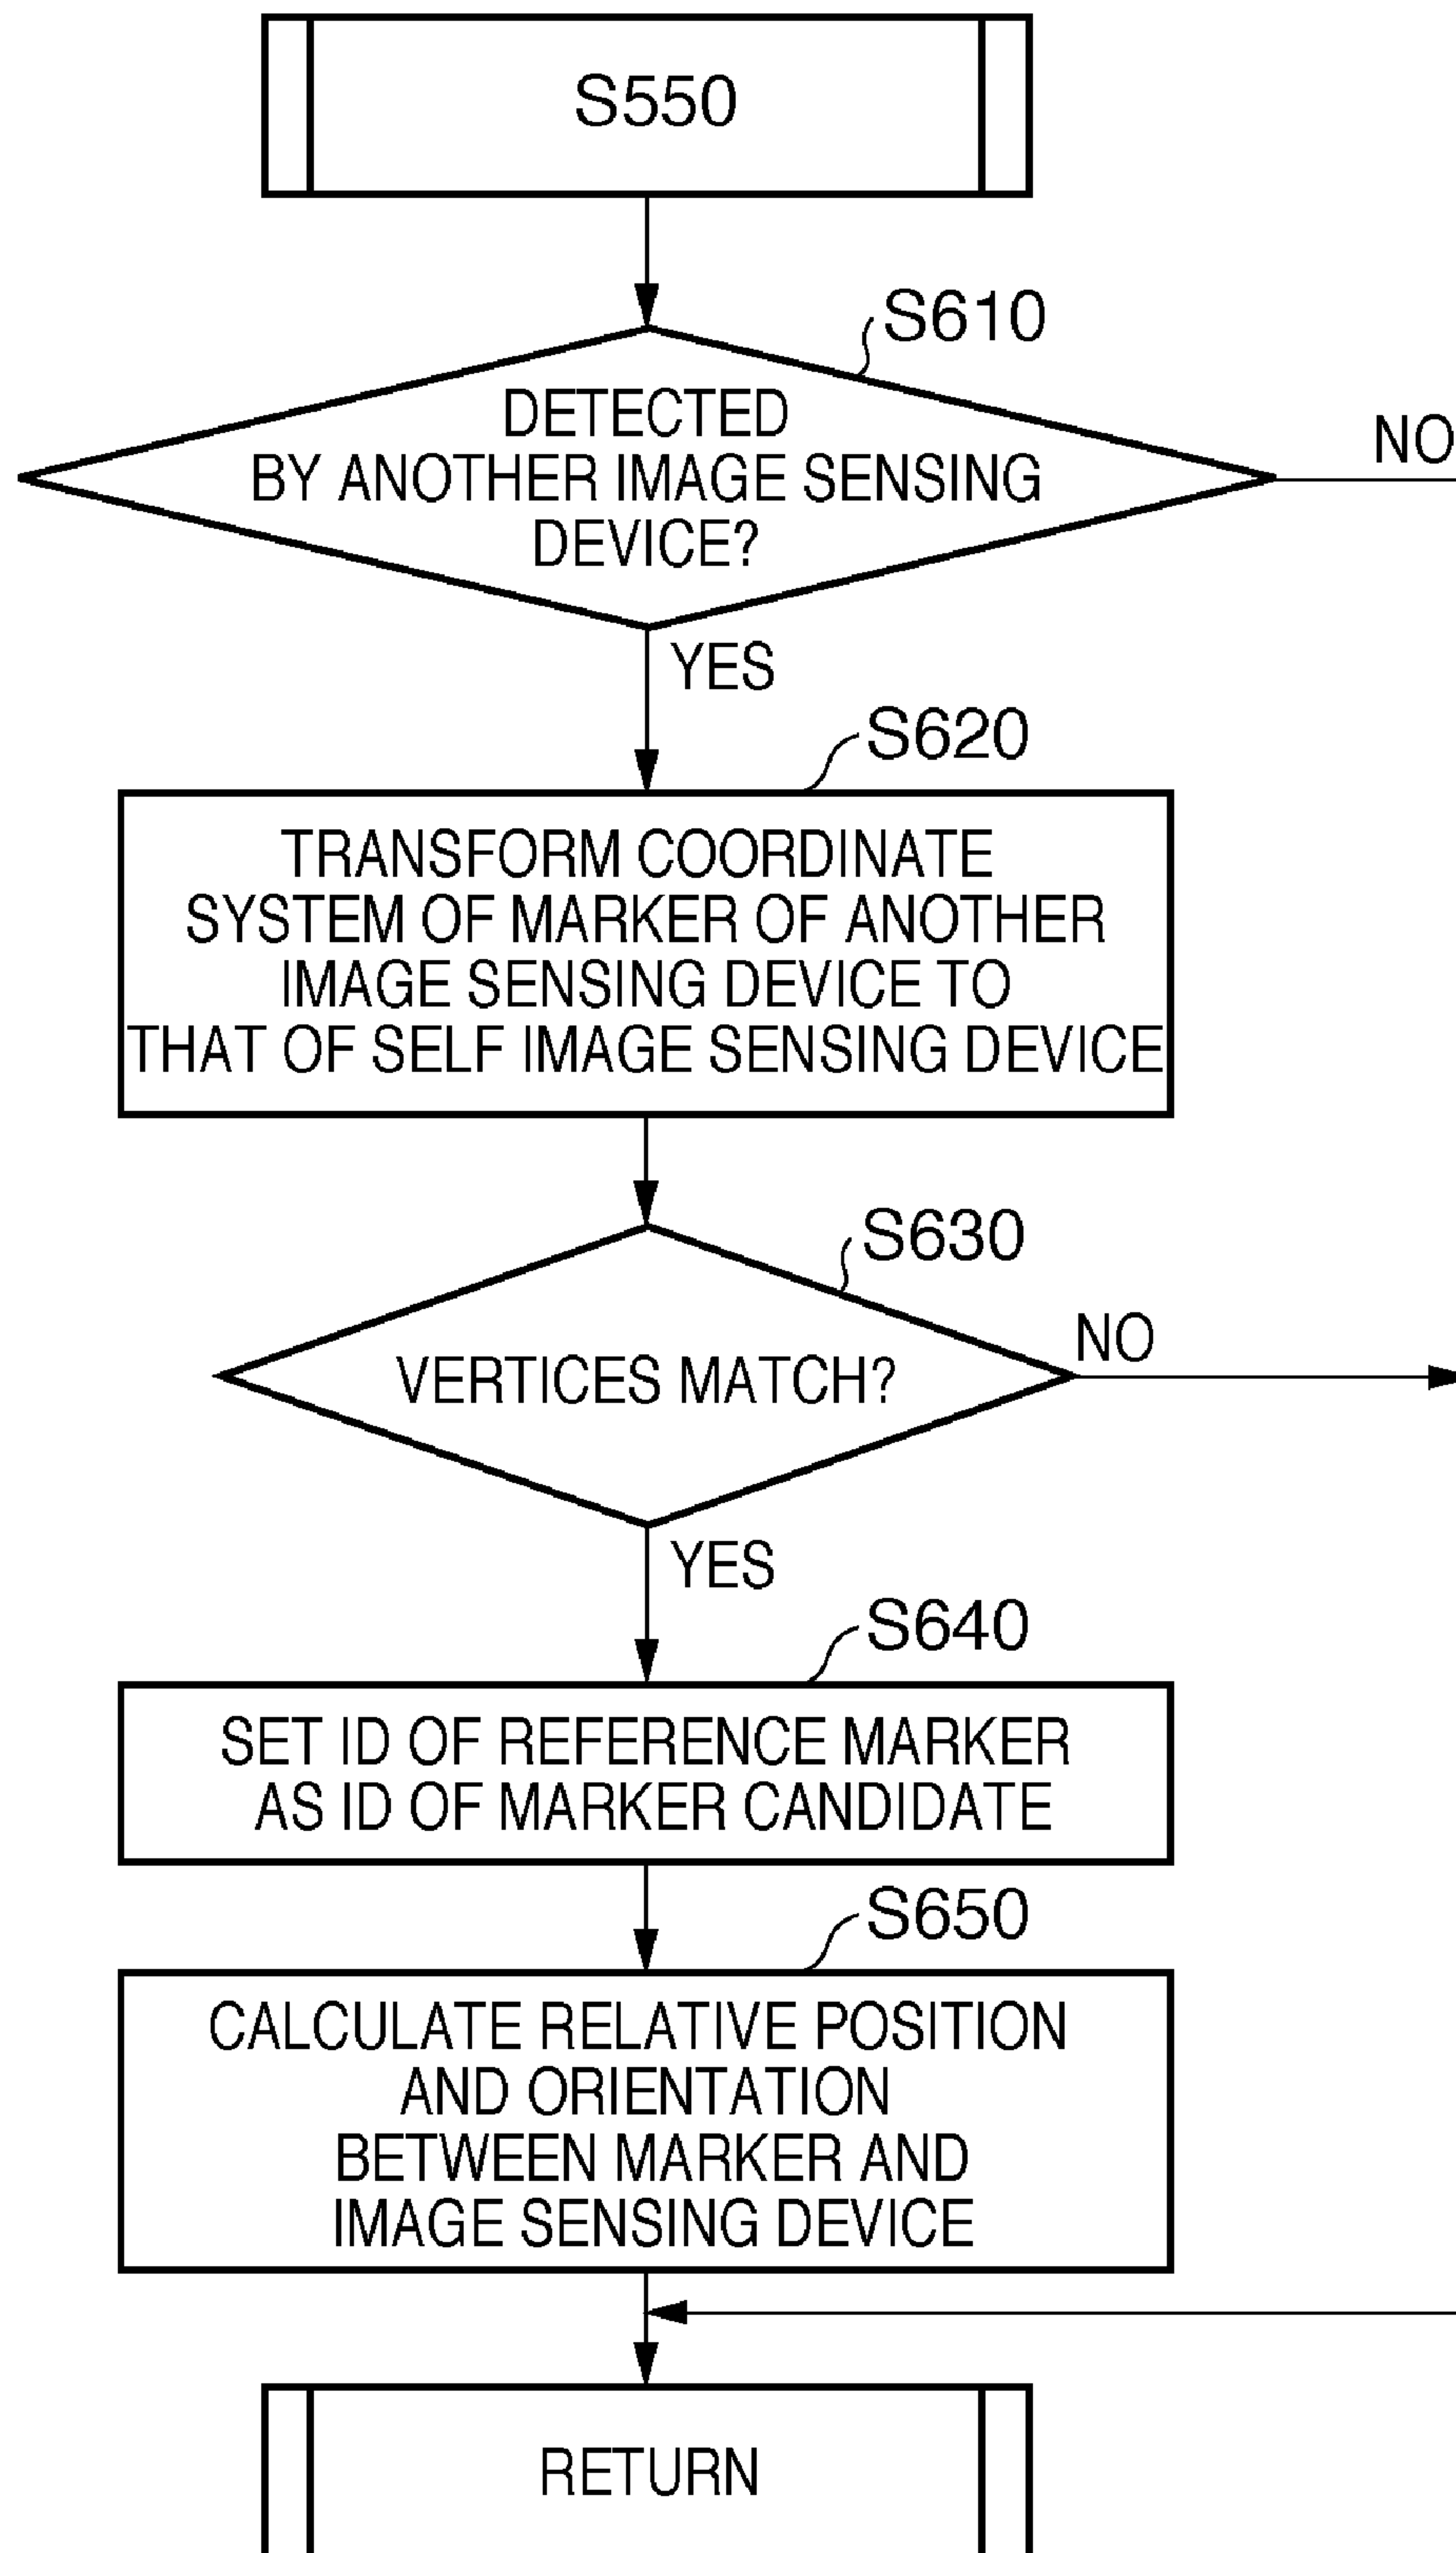 S550
S610
DETECTED
BY ANOTHER IMAGE SENSING
DEVICE?
NO
YES
S620
TRANSFORM COORDINATE
SYSTEM OF MARKER OF ANOTHER
IMAGE SENSING DEVICE TO
THAT OF SELF IMAGE SENSING DEVICE
S630
VERTICES MATCH?
NO
YES
S640
SET ID OF REFERENCE MARKER
AS ID OF MARKER CANDIDATE
S650
CALCULATE RELATIVE POSITION
AND ORIENTATION
BETWEEN MARKER AND
IMAGE SENSING DEVICE
RETURN